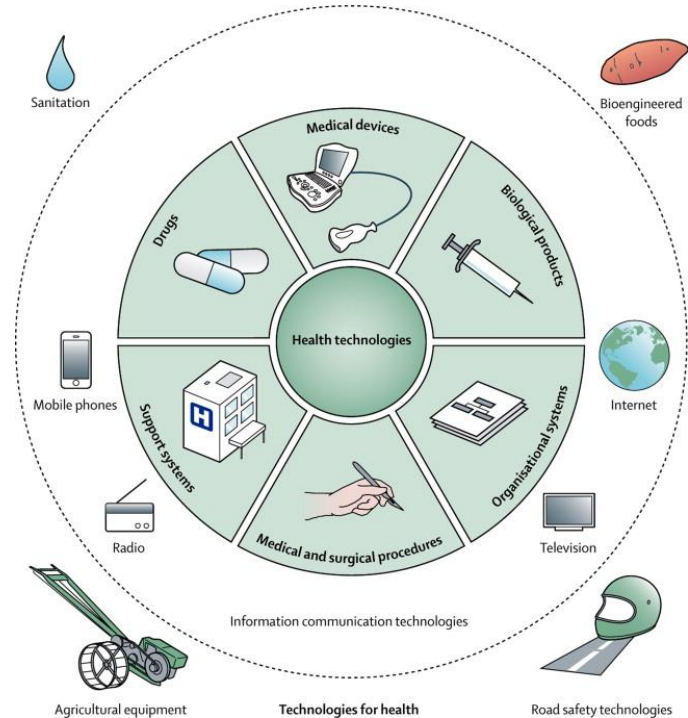 Sanitation
Bioengineered
foods
Medical devices
Drugs
Biological products
Health technologies
Mobile phones
Internet
Support systems
H
Organisational systems
Radio
Medical and surgical procedures
Television
Information communication technologies
Agricultural equipment
Technologies for health
Road safety technologies